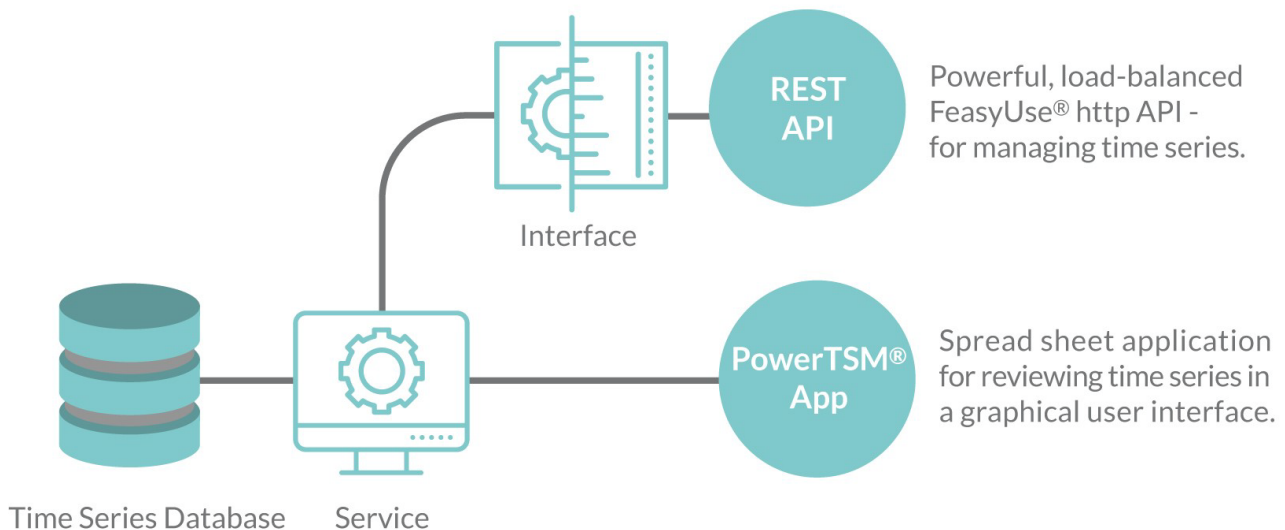 REST
API
Powerful, load-balanced
FeasyUse® http API -
for managing time series.
Interface
PowerTSM®
App
Spread sheet application
for reviewing time series in
a graphical user interface.
Time Series Database
Service